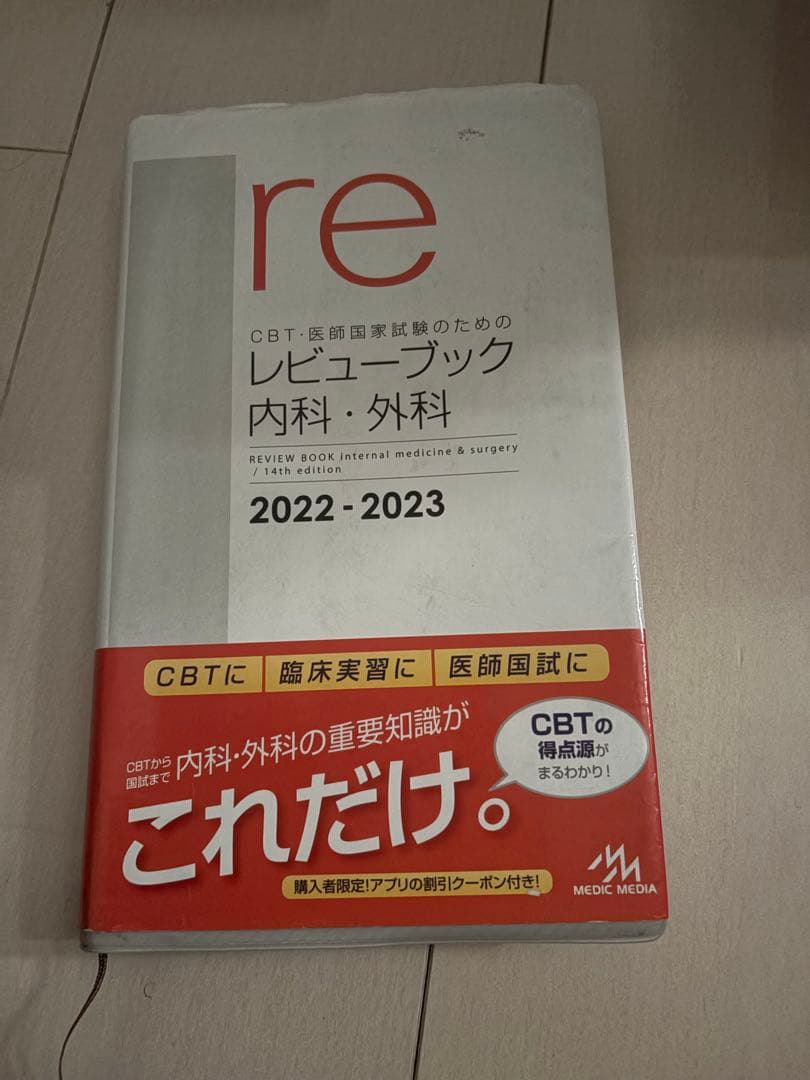 re
CBT・医師国家試験のための
レビューブック
内科・外科
REVIEW BOOK internal medicine & surgery
/ 14th edition
2022 - 2023
CBTに 臨床実習に 医師国試に
CBTから
国試まで
内科・外科の重要知識が
これだけ。
CBTの
得点源が
まるわかり!
購入者限定!アプリの割引クーポン付き!
MEDIC MEDIA